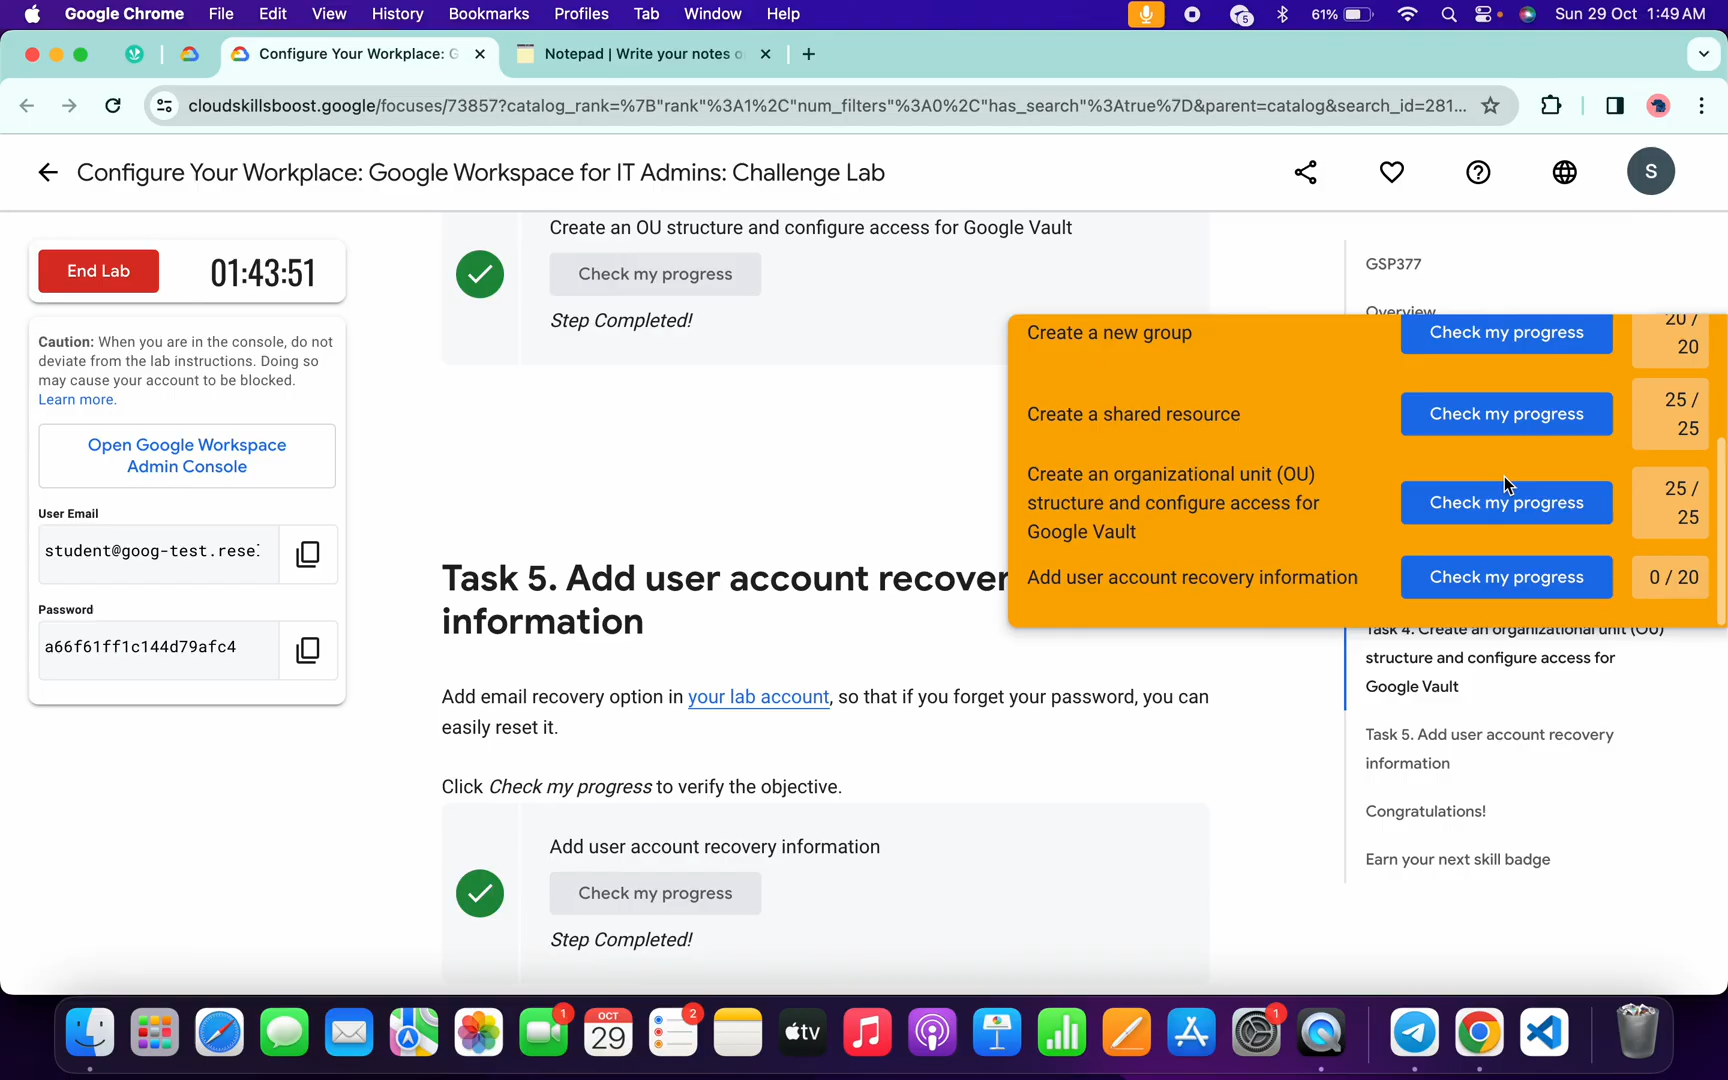 Google Chrome File Edit View History Bookmarks Profiles Tab Window Help 5 61% Sun 29 Oct 1:49 AM
Configure Your Workplace: G
Notepad | Write your notes o
cloudskillsboost.google/focuses/73857?catalog_rank=%7B"rank"%3A1%2C"num_filters"%3A0%2C"has_search"%3Atrue%7D&parent=catalog&search_id=281...
Configure Your Workplace: Google Workspace for IT Admins: Challenge Lab
S
End Lab
01:43:51
Caution: When you are in the console, do not
deviate from the lab instructions. Doing so
may cause your account to be blocked.
Learn more.
Open Google Workspace
Admin Console
User Email
student@goog-test.rese
Password
a66f61ff1c144d79afc4
Create an OU structure and configure access for Google Vault
Check my progress
Step Completed!
Task 5. Add user account recover
information
Add email recovery option in your lab account, so that if you forget your password, you can
easily reset it.
Click Check my progress to verify the objective.
Add user account recovery information
Check my progress
Step Completed!
GSP377
Overview
Create a new group
Check my progress
20 /
20
Create a shared resource
Check my progress
25 /
25
Create an organizational unit (OU)
structure and configure access for
Google Vault
Check my progress
25 /
25
Add user account recovery information
Check my progress
0 / 20
Task 4. Create an organizational unit (OU)
structure and configure access for
Google Vault
Task 5. Add user account recovery
information
Congratulations!
Earn your next skill badge
1
OCT
29
2
tv
1